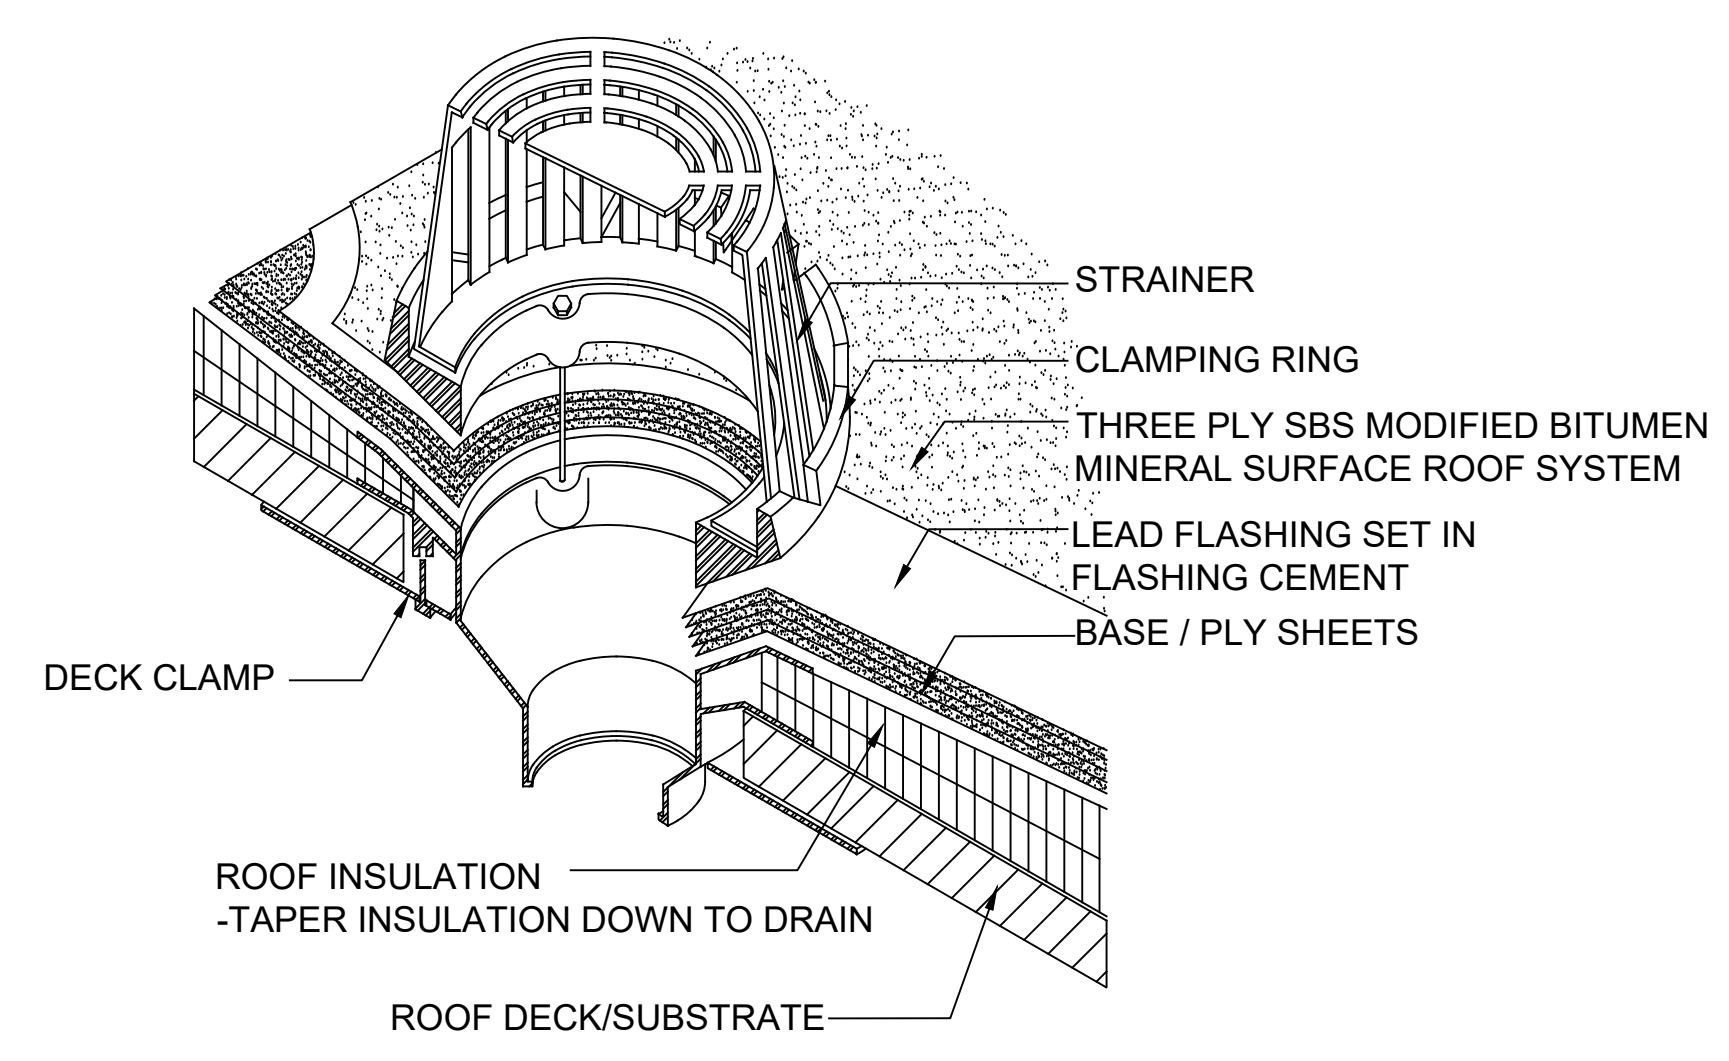 STRAINER
CLAMPING RING
THREE PLY SBS MODIFIED BITUMEN
MINERAL SURFACE ROOF SYSTEM
LEAD FLASHING SET IN
FLASHING CEMENT
BASE / PLY SHEETS
DECK CLAMP
ROOF INSULATION
-TAPER INSULATION DOWN TO DRAIN
ROOF DECK/SUBSTRATE